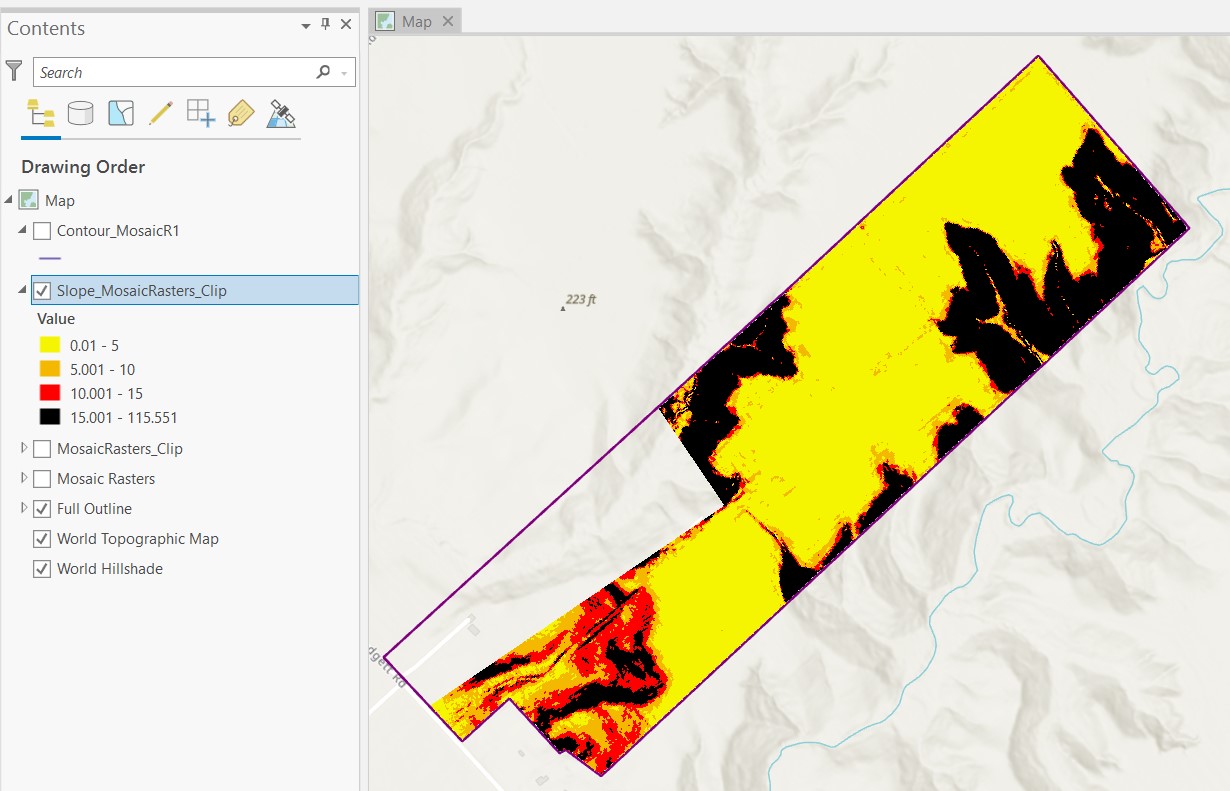 Contents
Search
Drawing Order
Map
Contour_MosaicR1
Slope_MosaicRasters_Clip
Value
0.01 - 5
5.001 - 10
10.001 - 15
15.001 - 115.551
MosaicRasters_Clip
Mosaic Rasters
Full Outline
World Topographic Map
World Hillshade
Map
223 ft
dgett Rd